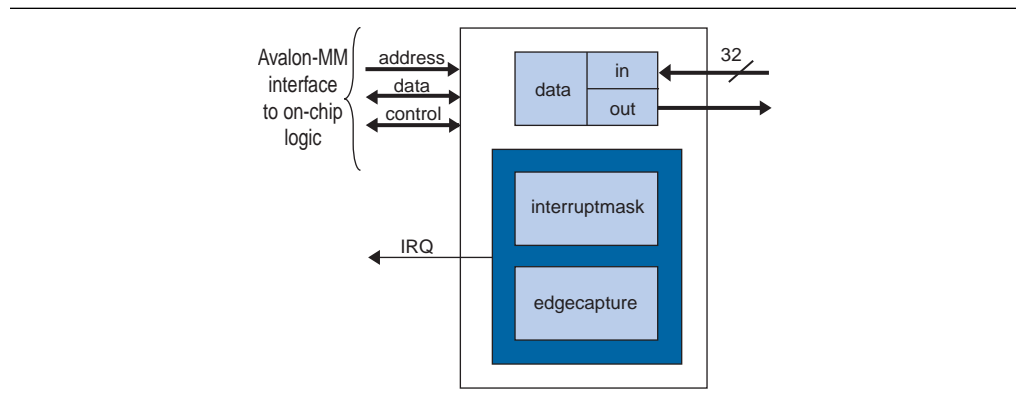 Avalon-MM
interface
to on-chip
logic
address
data
control
IRQ
data
in
out
32
interruptmask
edgecapture